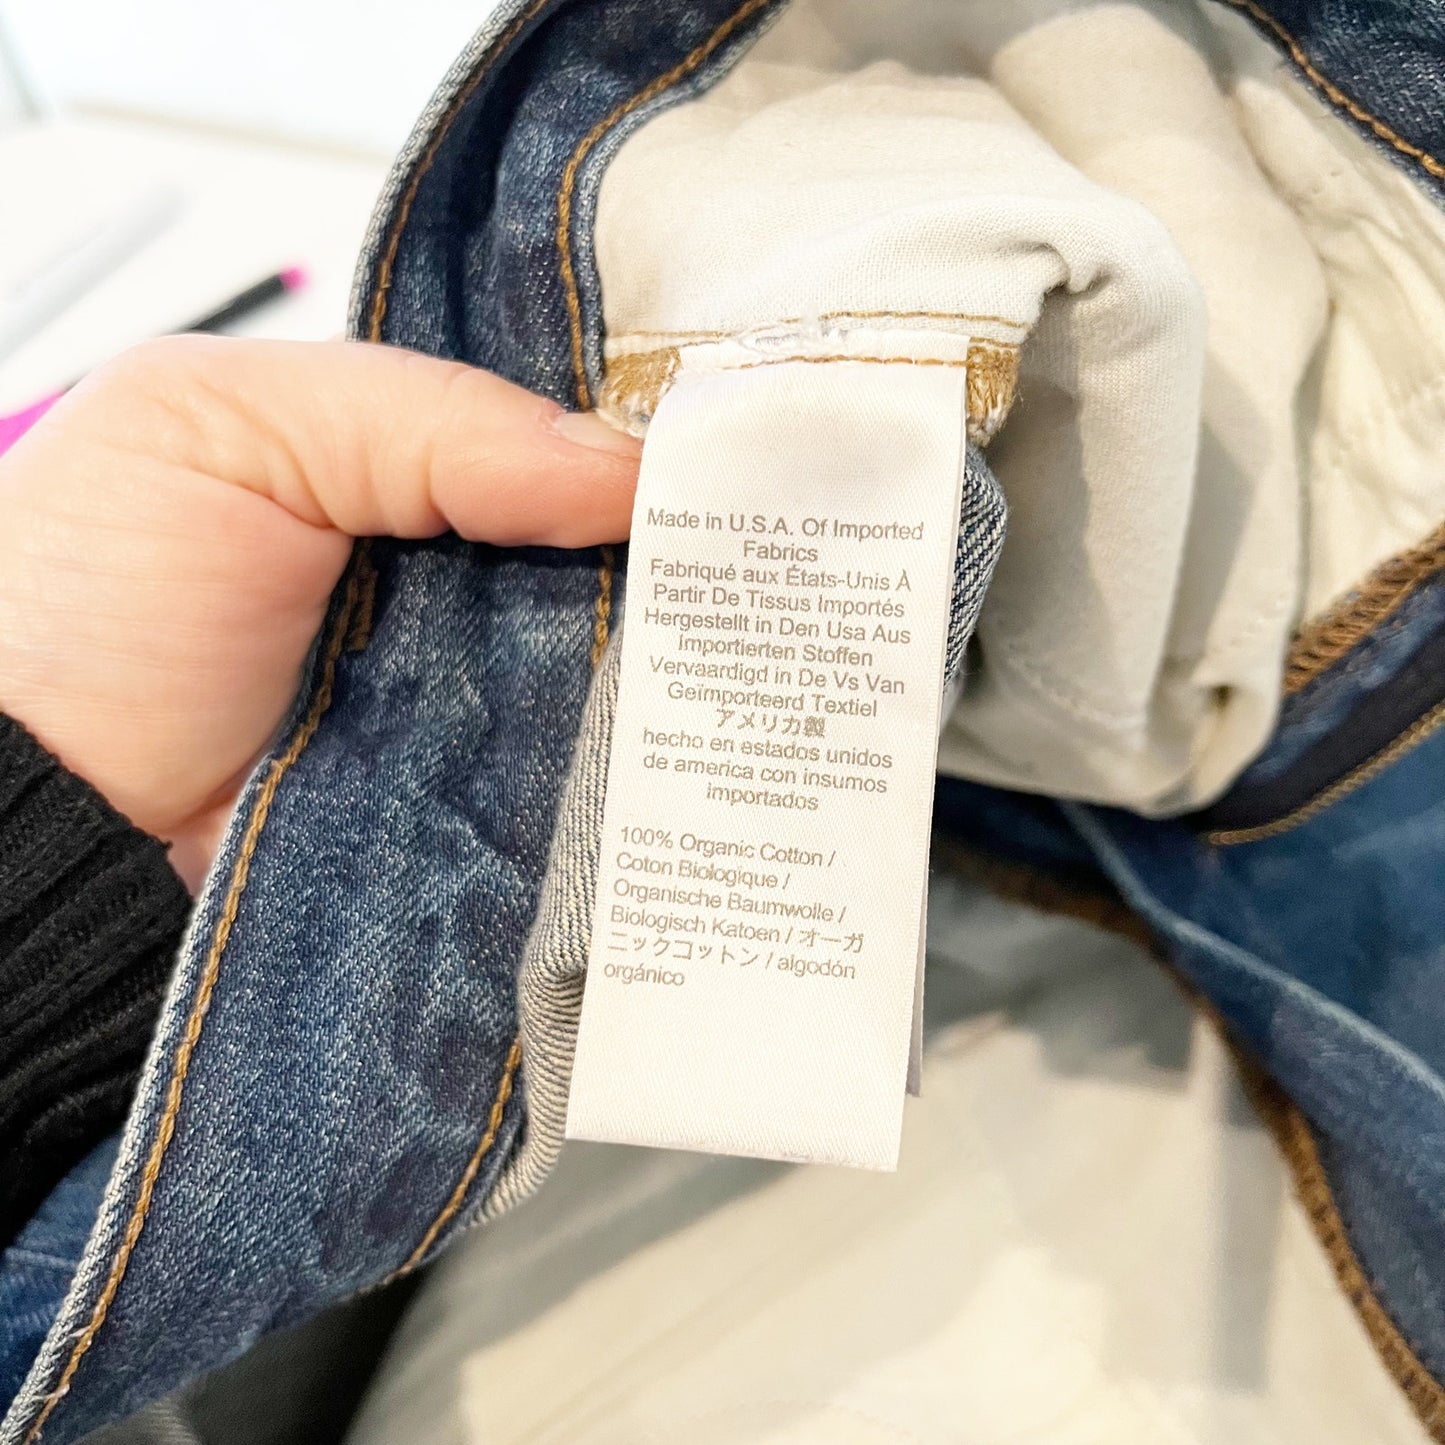 Made in U.S.A. Of Imported
Fabrics
Fabriqué aux États-Unis À
Partir De Tissus Importés
Hergestellt in Den Usa Aus
Importierten Stoffen
Vervaardigd in De Vs Van
Geïmporteerd Textiel
アメリカ製
hecho en estados unidos
de america con insumos
importados
100% Organic Cotton /
Coton Biologique /
Organische Baumwolle /
Biologisch Katoen / オーガ
ニックコットン / algodón
orgánico